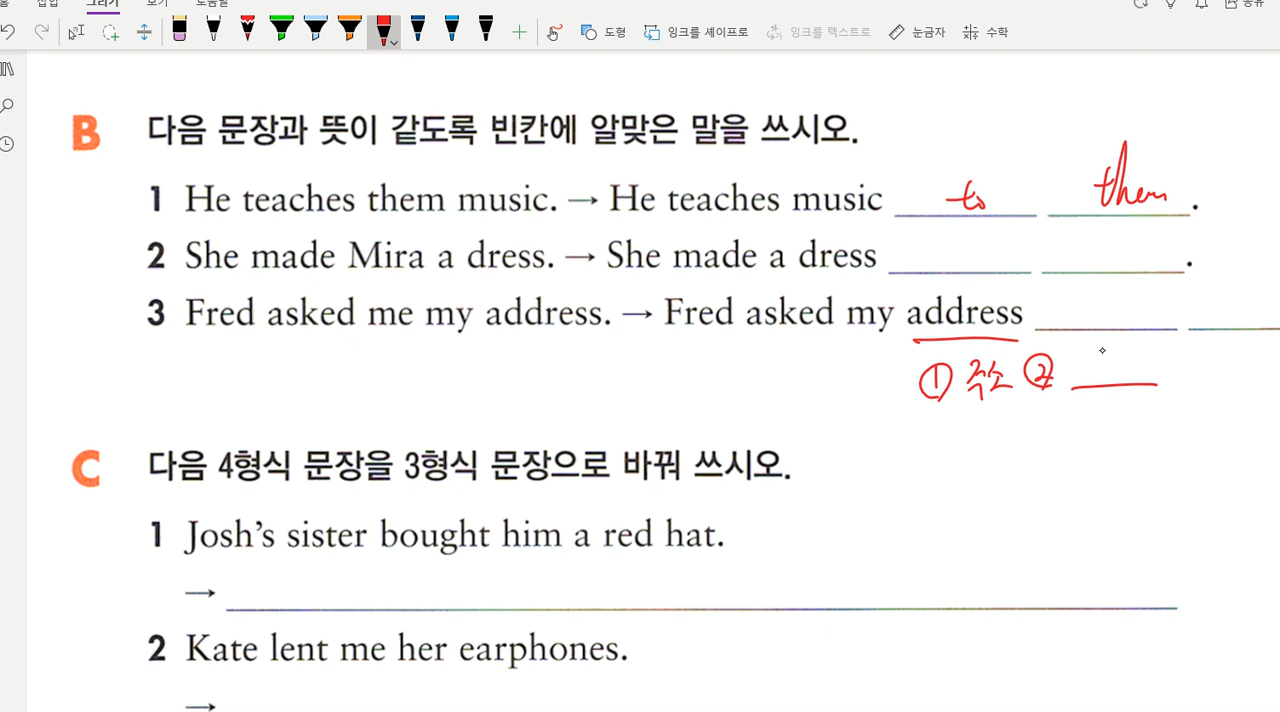 삽입 그리기 보기 도움말 공유
도형 잉크를 셰이프로 잉크를 텍스트로 눈금자 수학
B 다음 문장과 뜻이 같도록 빈칸에 알맞은 말을 쓰시오.
1 He teaches them music. → He teaches music to them.
2 She made Mira a dress. → She made a dress ______ ______.
3 Fred asked me my address. → Fred asked my address ______ ______
① 주소 ② ______
C 다음 4형식 문장을 3형식 문장으로 바꿔 쓰시오.
1 Josh's sister bought him a red hat.
→ ______
2 Kate lent me her earphones.
→